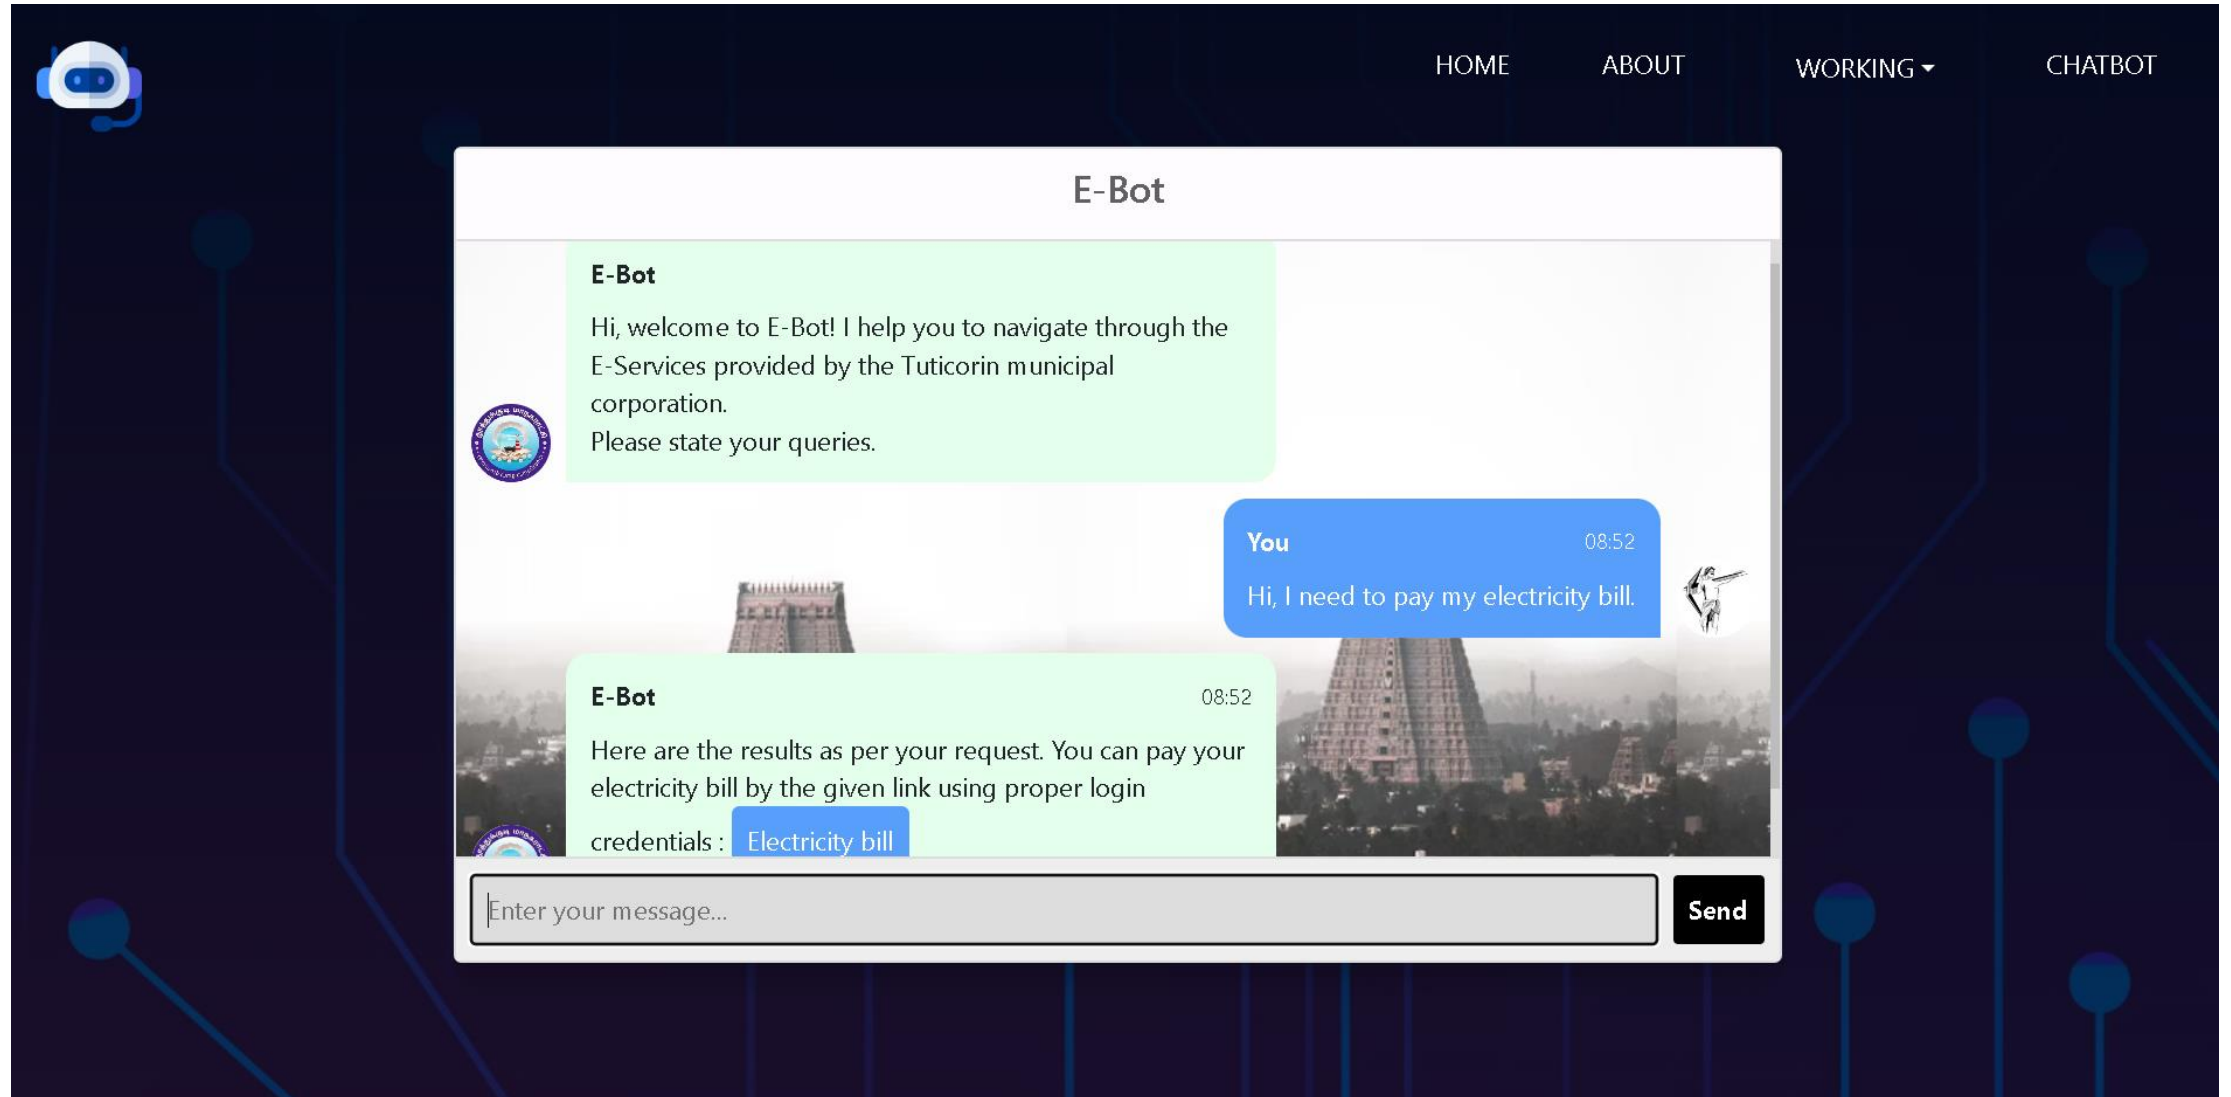 HOME ABOUT WORKING CHATBOT
E-Bot
E-Bot
Hi, welcome to E-Bot! I help you to navigate through the
E-Services provided by the Tuticorin municipal
corporation.
Please state your queries.
You 08:52
Hi, I need to pay my electricity bill.
E-Bot 08:52
Here are the results as per your request. You can pay your
electricity bill by the given link using proper login
credentials : Electricity bill
Enter your message...
Send